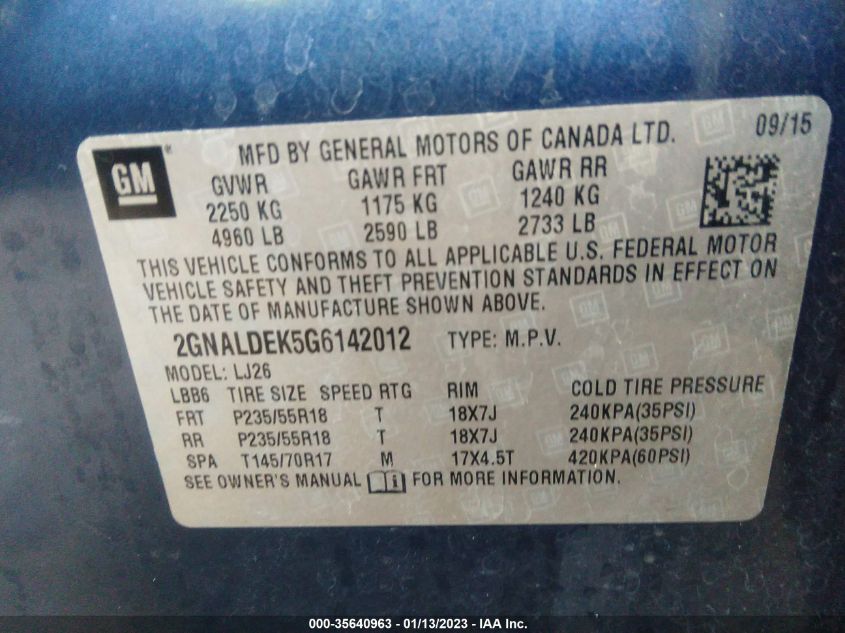 MFD BY GENERAL MOTORS OF CANADA LTD. 09/15
GM
GVWR GAWR FRT GAWR RR
2250 KG 1175 KG 1240 KG
4960 LB 2590 LB 2733 LB
THIS VEHICLE CONFORMS TO ALL APPLICABLE U.S. FEDERAL MOTOR
VEHICLE SAFETY AND THEFT PREVENTION STANDARDS IN EFFECT ON
THE DATE OF MANUFACTURE SHOWN ABOVE.
2GNALDEK5G6142012 TYPE: M.P.V.
MODEL: LJ26
LBB6 TIRE SIZE SPEED RTG RIM COLD TIRE PRESSURE
FRT P235/55R18 T 18X7J 240KPA(35PSI)
RR P235/55R18 T 18X7J 240KPA(35PSI)
SPA T145/70R17 M 17X4.5T 420KPA(60PSI)
SEE OWNER'S MANUAL i FOR MORE INFORMATION.
000-35640963 - 01/13/2023 - IAA Inc.